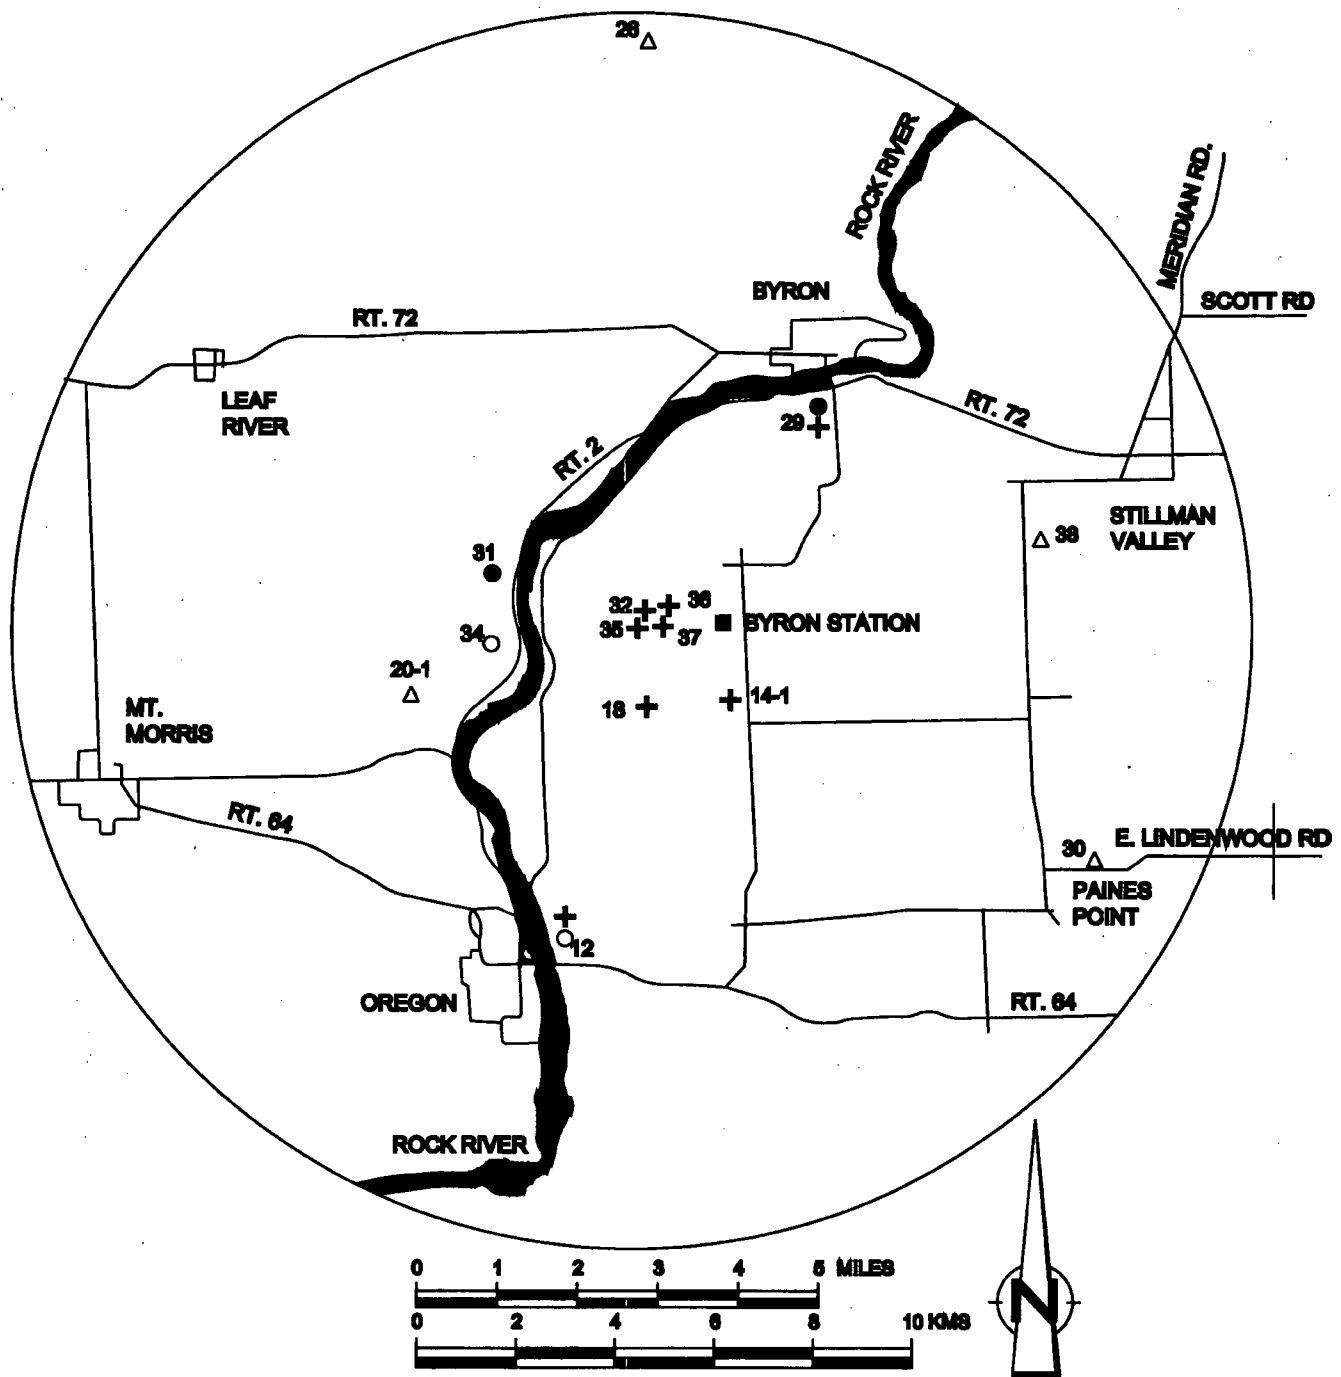 26
ROCK RIVER
MERIDIAN RD.
BYRON
SCOTT RD
RT. 72
LEAF
RIVER
RT. 72
29
RT. 2
STILLMAN
VALLEY
38
31
32
36
35
37
BYRON STATION
34
20-1
14-1
18
MT.
MORRIS
RT. 64
E. LINDENWOOD RD
30
PAINES
POINT
12
OREGON
RT. 64
ROCK RIVER
0 1 2 3 4 5 MILES
0 2 4 6 8 10 KMS
N